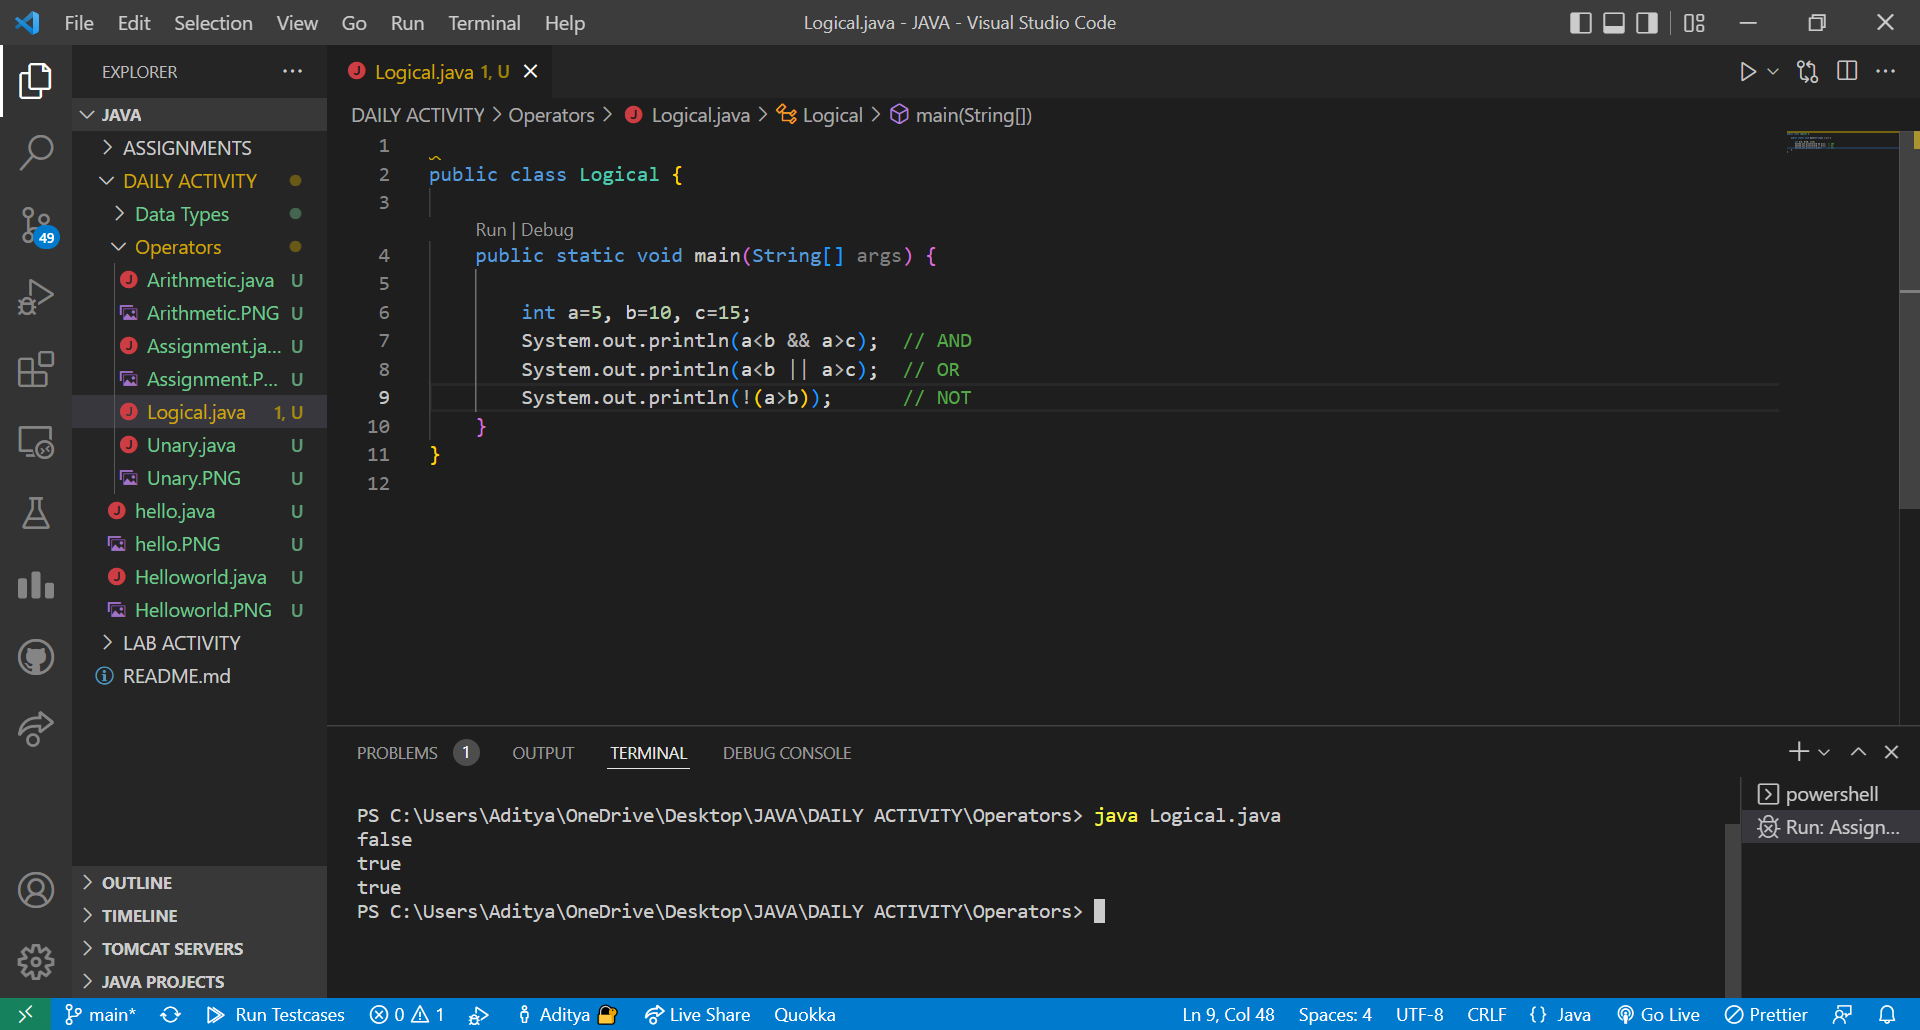 File Edit Selection View Go Run Terminal Help
Logical.java - JAVA - Visual Studio Code
EXPLORER
JAVA
ASSIGNMENTS
DAILY ACTIVITY
Data Types
Operators
Arithmetic.java U
Arithmetic.PNG U
Assignment.ja... U
Assignment.P... U
Logical.java 1, U
Unary.java U
Unary.PNG U
hello.java U
hello.PNG U
Helloworld.java U
Helloworld.PNG U
LAB ACTIVITY
README.md
OUTLINE
TIMELINE
TOMCAT SERVERS
JAVA PROJECTS
49
Logical.java 1, U
DAILY ACTIVITY > Operators > Logical.java > Logical > main(String[])
1
2 public class Logical {
3
Run | Debug
4 public static void main(String[] args) {
5
6 int a=5, b=10, c=15;
7 System.out.println(a<b && a>c); // AND
8 System.out.println(a<b || a>c); // OR
9 System.out.println(!(a>b)); // NOT
10 }
11 }
12
PROBLEMS 1 OUTPUT TERMINAL DEBUG CONSOLE
PS C:\Users\Aditya\OneDrive\Desktop\JAVA\DAILY ACTIVITY\Operators> java Logical.java
false
true
true
PS C:\Users\Aditya\OneDrive\Desktop\JAVA\DAILY ACTIVITY\Operators>
powershell
Run: Assign...
main* Run Testcases 0 1 Aditya Live Share Quokka Ln 9, Col 48 Spaces: 4 UTF-8 CRLF {} Java Go Live Prettier